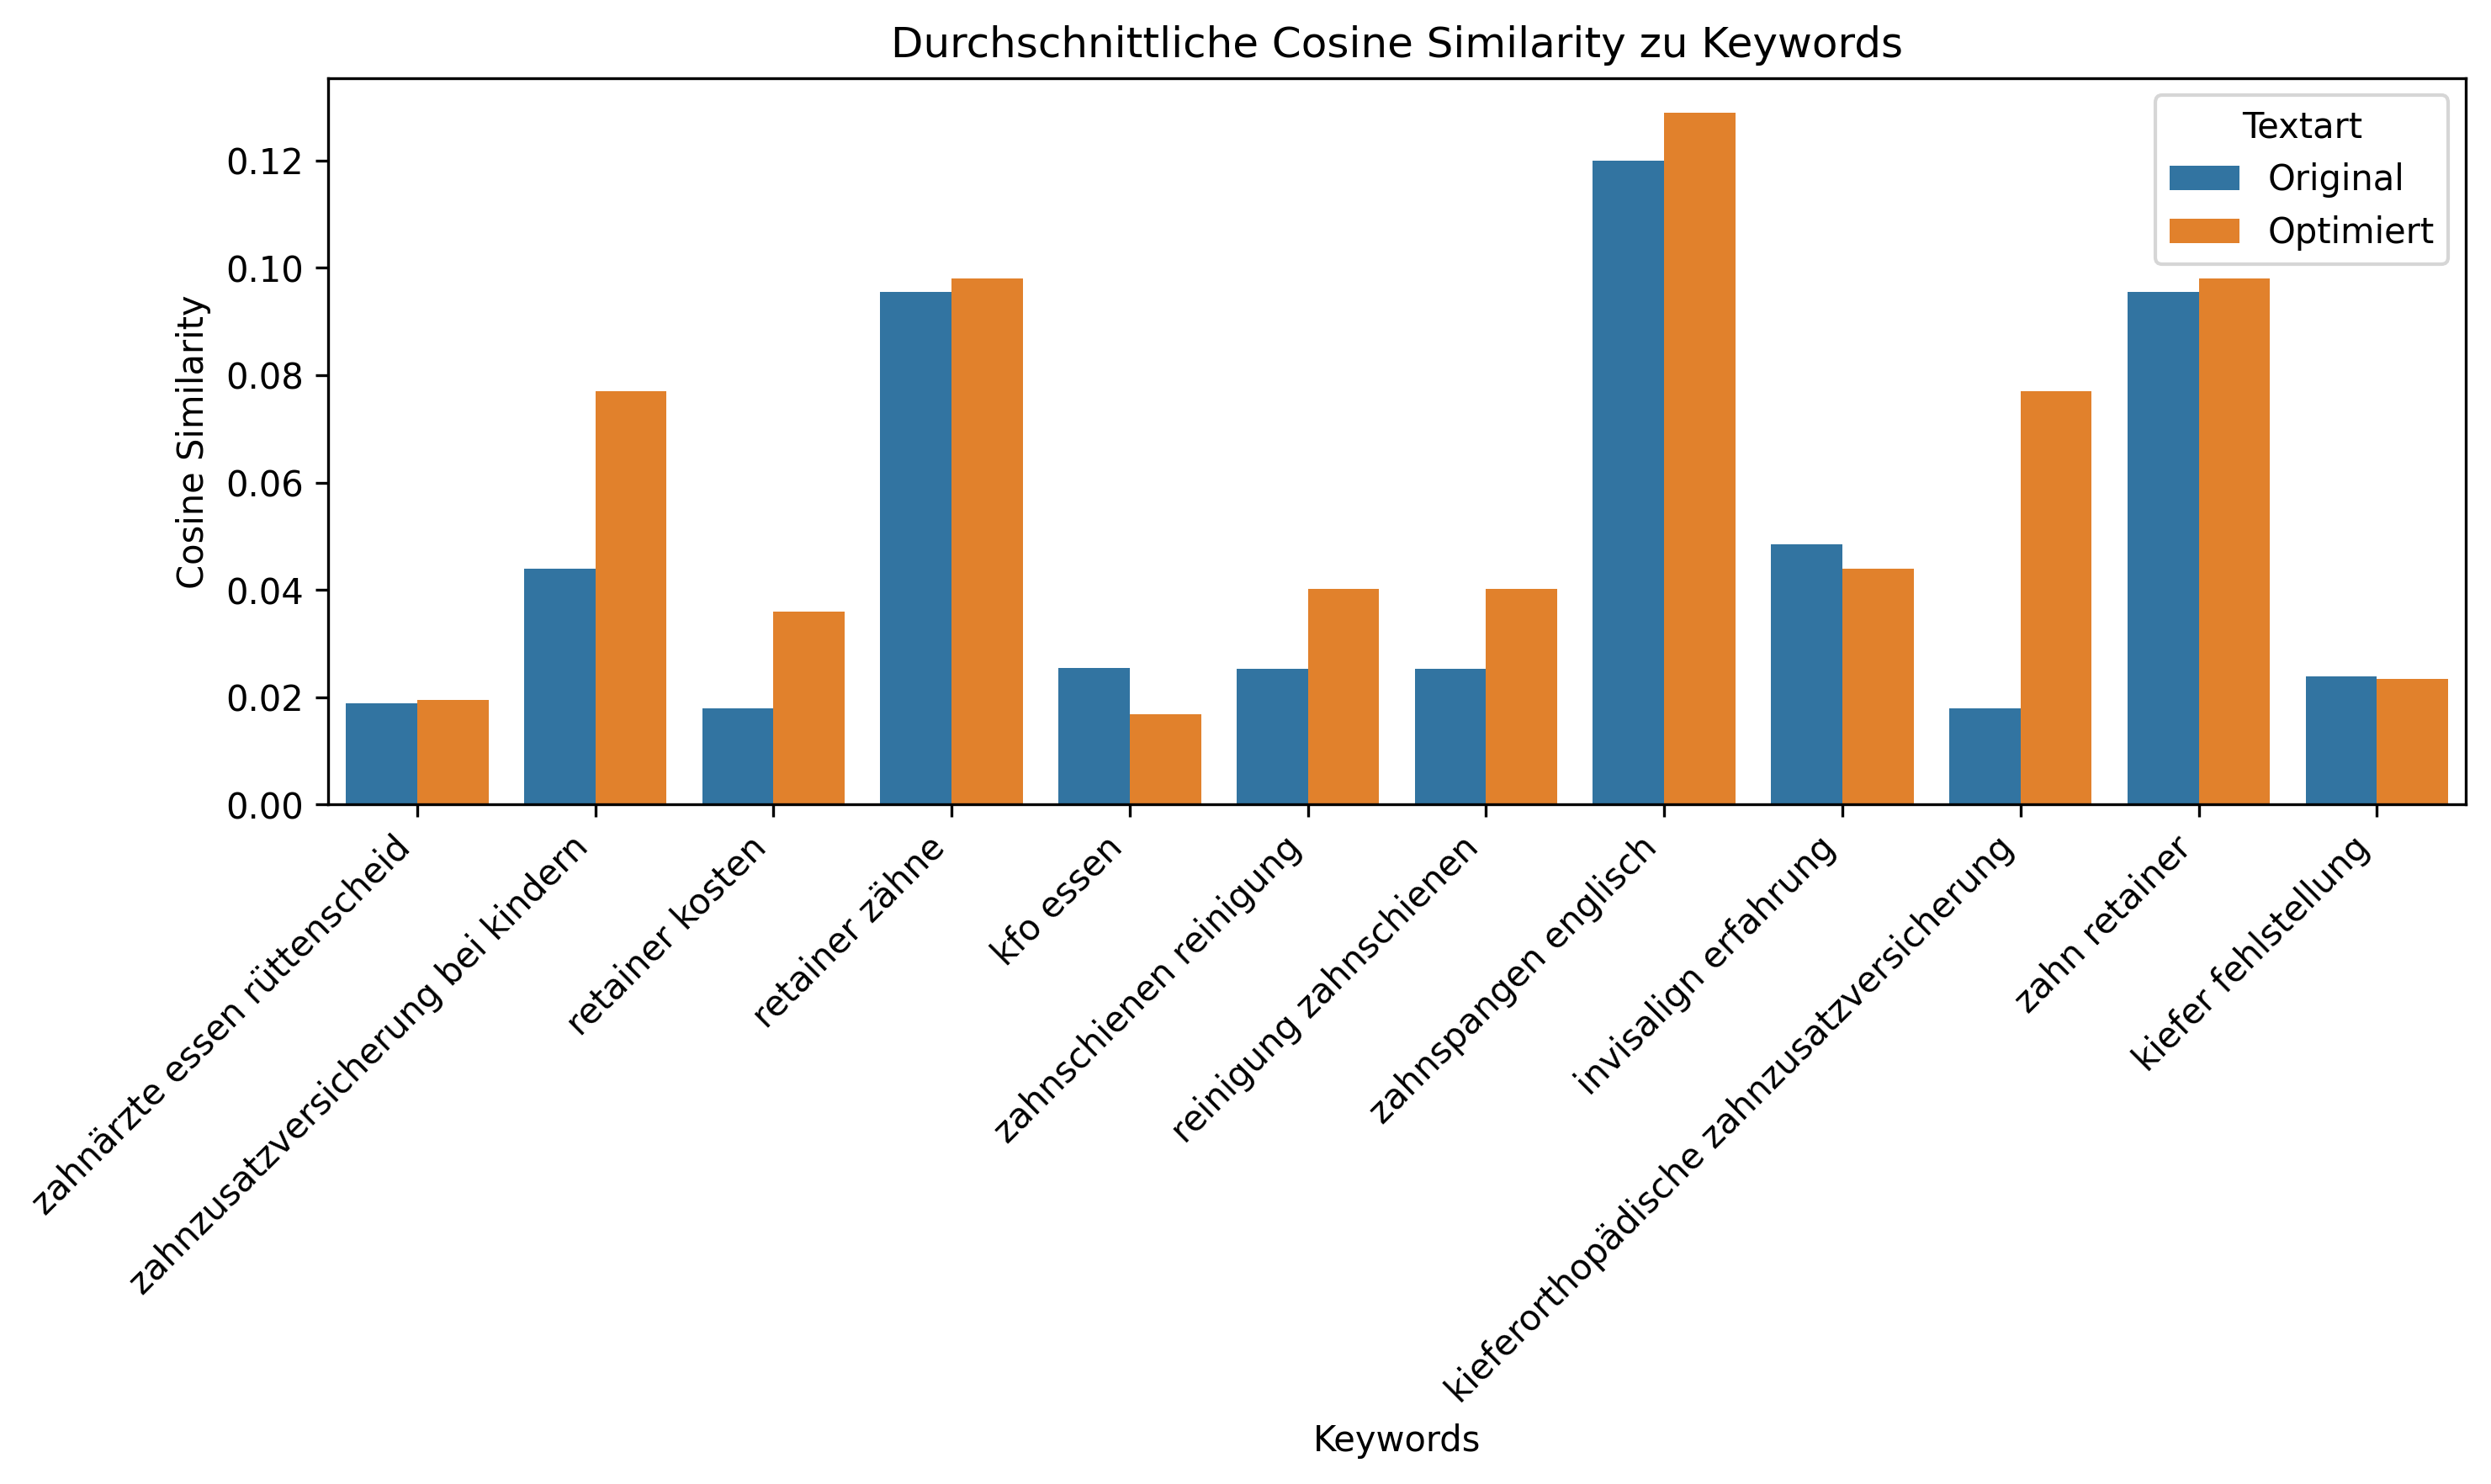 Durchschnittliche Cosine Similarity zu Keywords
Textart
Original
Optimiert
Cosine Similarity
0.12
0.10
0.08
0.06
0.04
0.02
0.00
zahnärzte essen rüttenscheid
zahnzusatzversicherung bei kindern
retainer kosten
retainer zähne
kfo essen
zahnschienen reinigung
reinigung zahnschienen
zahnspangen englisch
invisalign erfahrung
kieferorthopädische zahnzusatzversicherung
zahn retainer
kiefer fehlstellung
Keywords